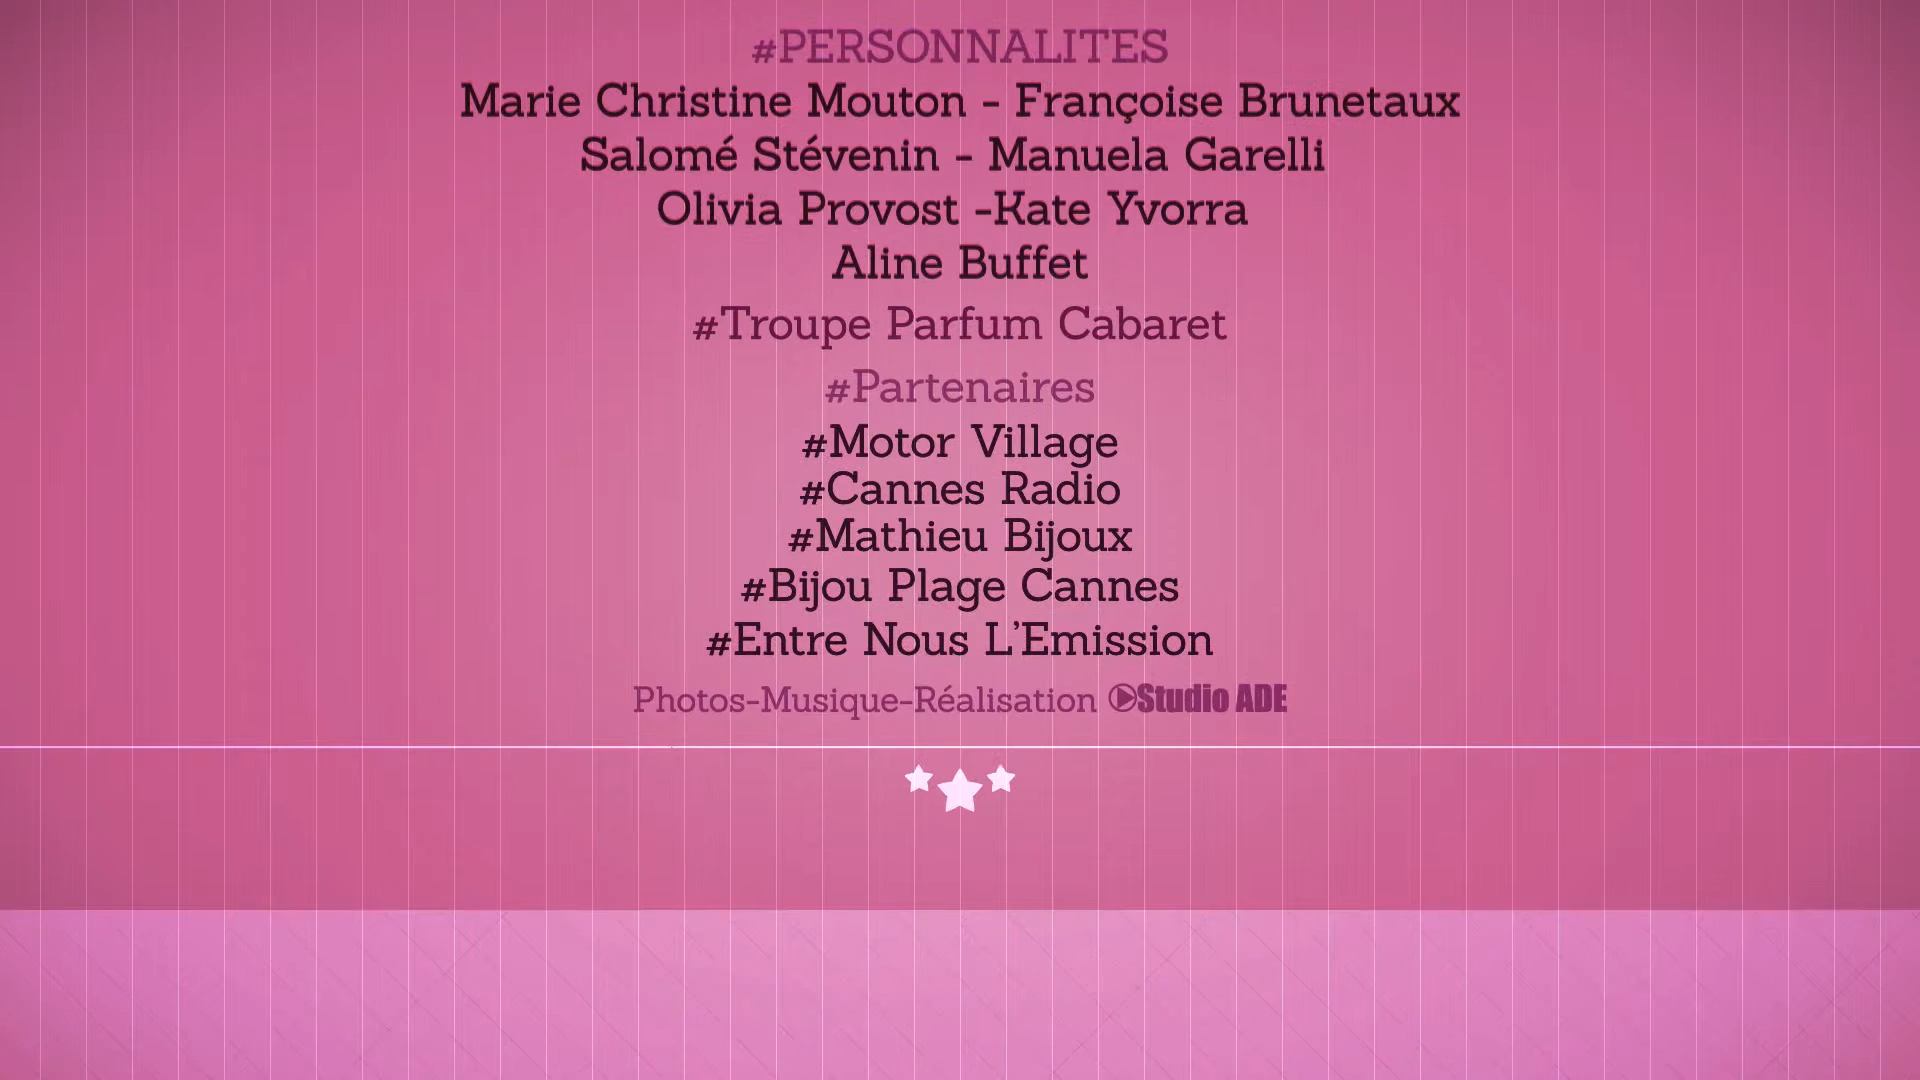 #PERSONNALITES
Marie Christine Mouton - Françoise Brunetaux
Salomé Stévenin - Manuela Garelli
Olivia Provost -Kate Yvorra
Aline Buffet
#Troupe Parfum Cabaret
#Partenaires
#Motor Village
#Cannes Radio
#Mathieu Bijoux
#Bijou Plage Cannes
#Entre Nous L'Emission
Photos-Musique-Réalisation Studio ADE